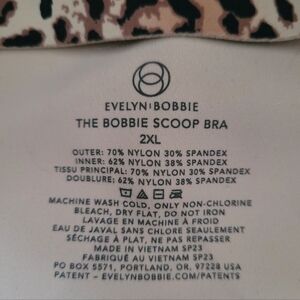 EVELYN BOBBIE
THE BOBBIE SCOOP BRA
2XL
OUTER: 70% NYLON 30% SPANDEX
INNER: 62% NYLON 38% SPANDEX
TISSU PRINCIPAL: 70% NYLON 30% SPANDEX
DOUBLURE: 62% NYLON 38% SPANDEX
MACHINE WASH COLD, ONLY NON-CHLORINE
BLEACH, DRY FLAT, DO NOT IRON
LAVAGE EN MACHINE À FROID
EAU DE JAVAL SANS CHLORE SEAULEMENT
SÉCHAGE À PLAT, NE PAS REPASSER
MADE IN VIETNAM SP23
FABRIQUÉ AU VIETNAM SP23
PO BOX 5571, PORTLAND, OR, 97228 USA
PATENT – EVELYNBOBBIE.COM/PATENTS